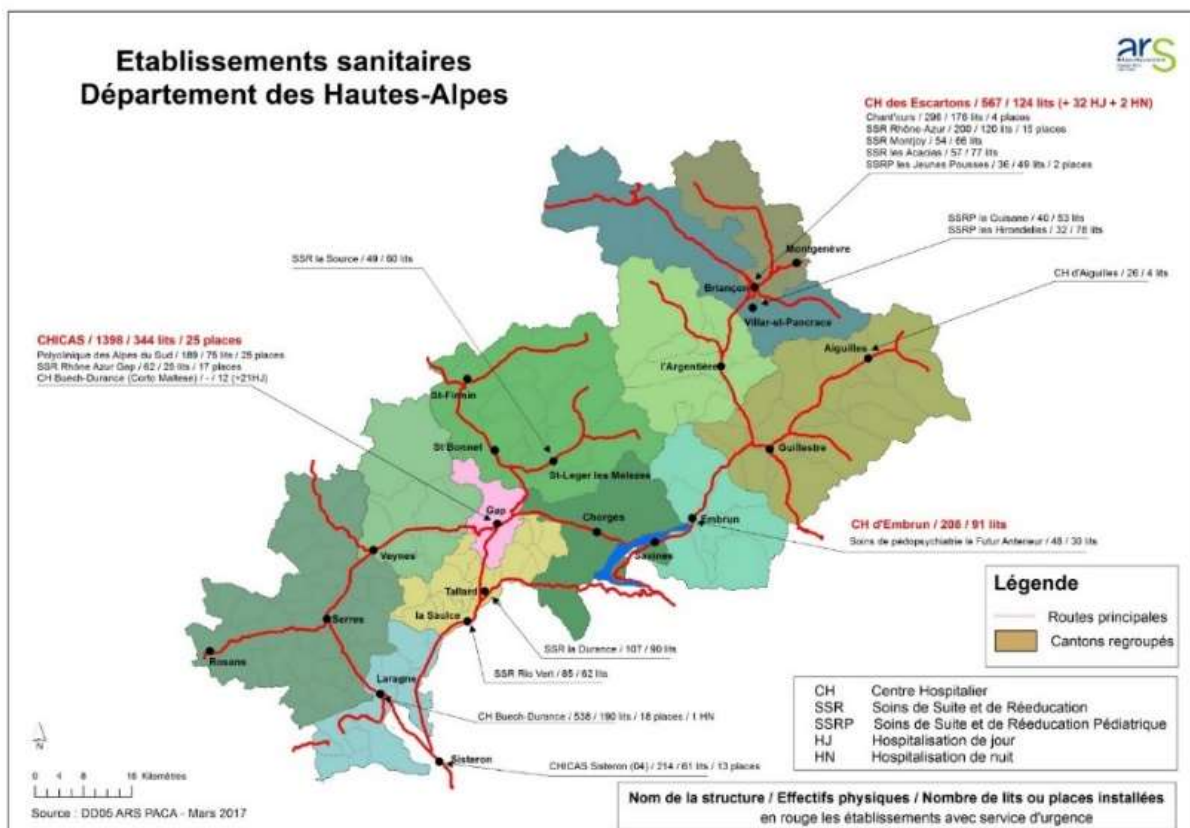 Etablissements sanitaires
Département des Hautes-Alpes
ars
CH des Escartons / 567 / 124 lits (+ 32 HJ + 2 HN)
Chant'ours / 296 / 176 lits / 4 places
SSR Rhône-Azur / 200 / 120 lits / 15 places
SSR Montjoy / 54 / 66 lits
SSR les Acacias / 57 / 77 lits
SSRP les Jeunes Pousses / 36 / 49 lits / 2 places
SSRP la Guisane / 40 / 53 lits
SSRP les Hirondelles / 32 / 78 lits
Montgenèvre
SSR la Source / 49 / 60 lits
CH d'Aiguilles / 26 / 4 lits
Briançon
Villar-st-Pancrace
CHICAS / 1398 / 344 lits / 25 places
Polyclinique des Alpes du Sud / 189 / 75 lits / 25 places
SSR Rhône Azur Gap / 62 / 25 lits / 17 places
CH Buech-Durance (Corto Maltese) / - / 12 (+21HJ)
Aiguilles
l'Argentière
St-Firmin
St Bonnet
St-Leger les Melezes
Guillestre
Gap
Chorges
Embrun
CH d'Embrun / 208 / 91 lits
Soins de pédopsychiatrie le Futur Anterieur / 48 / 33 lits
Savines
Veynes
Tallard
la Saulce
Serres
Rosans
SSR la Durance / 107 / 90 lits
SSR Rio Vert / 85 / 62 lits
Laragne
CH Buech-Durance / 538 / 190 lits / 18 places / 1 HN
Sisteron
CHICAS Sisteron (04) / 214 / 61 lits / 13 places
Légende
Routes principales
Cantons regroupés
CH Centre Hospitalier
SSR Soins de Suite et de Réeducation
SSRP Soins de Suite et de Réeducation Pédiatrique
HJ Hospitalisation de jour
HN Hospitalisation de nuit
N
0 4 8 16 Kilomètres
Source : DD05 ARS PACA - Mars 2017
Nom de la structure / Effectifs physiques / Nombre de lits ou places installées
en rouge les établissements avec service d'urgence